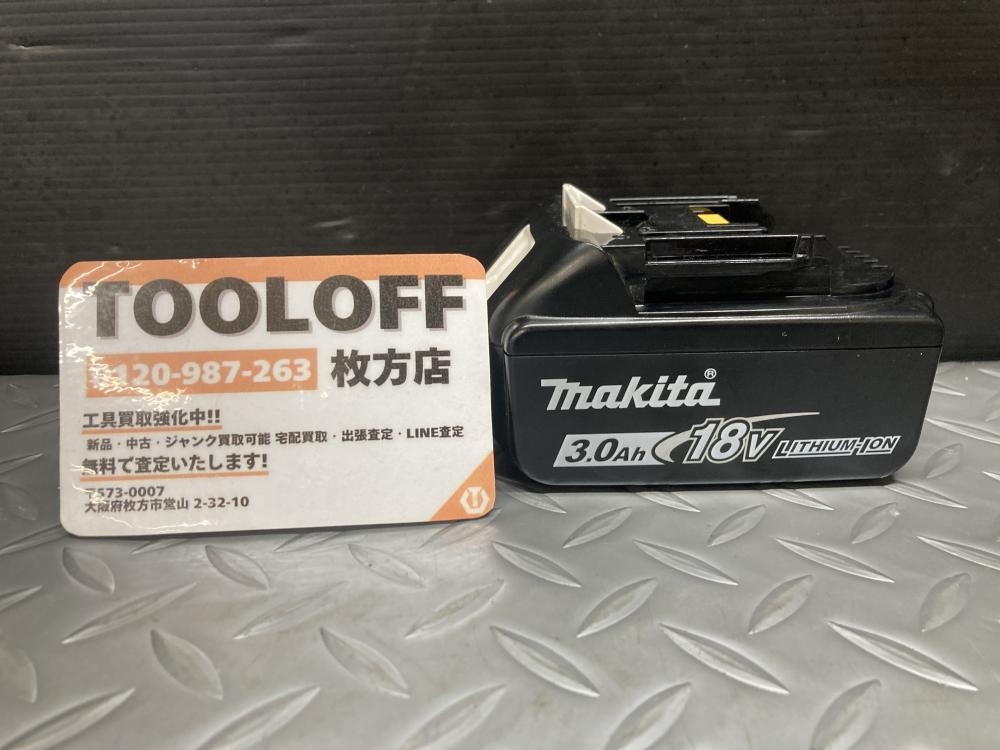 TOOLOFF
120-987-263 枚方店
工具買取強化中!!
新品・中古・ジャンク買取可能 宅配買取・出張査定・LINE査定
無料で査定いたします!
〒573-0007
大阪府枚方市堂山 2-32-10
makita®
3.0Ah 18V LITHIUM-ION